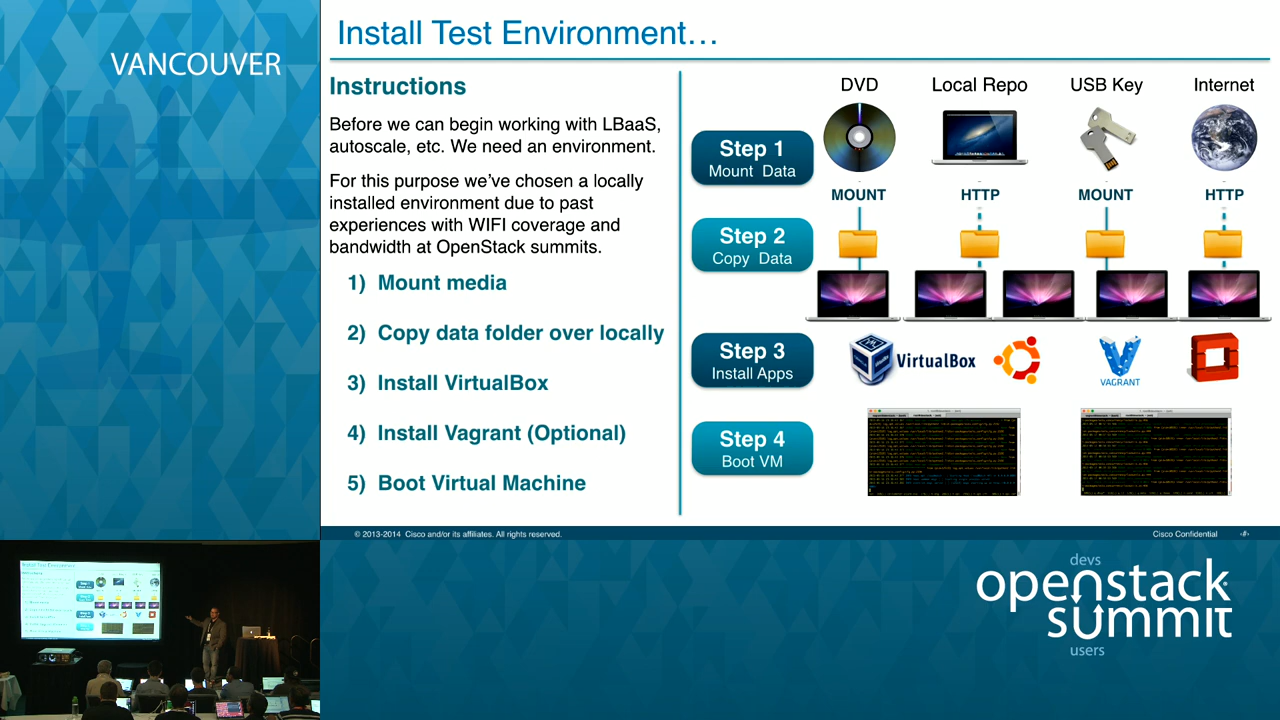 VANCOUVER
Install Test Environment…
Instructions
Before we can begin working with LBaaS,
autoscale, etc. We need an environment.
For this purpose we've chosen a locally
installed environment due to past
experiences with WIFI coverage and
bandwidth at OpenStack summits.
1) Mount media
2) Copy data folder over locally
3) Install VirtualBox
4) Install Vagrant (Optional)
5) Boot Virtual Machine
DVD
Local Repo
USB Key
Internet
Step 1
Mount Data
MOUNT
HTTP
MOUNT
HTTP
Step 2
Copy Data
Step 3
Install Apps
VirtualBox
VAGRANT
Step 4
Boot VM
© 2013-2014 Cisco and/or its affiliates. All rights reserved.
Cisco Confidential
‹#›
devs
openstack
summit
users